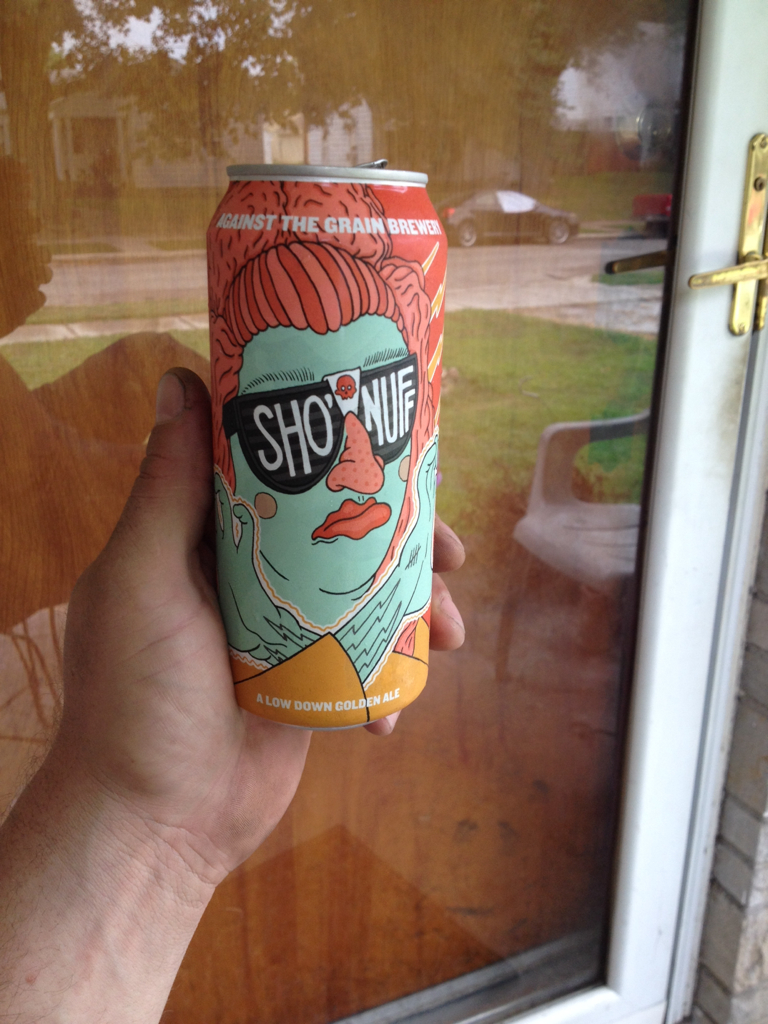 AGAINST THE GRAIN BREWERY
SHO' NUFF
A LOW DOWN GOLDEN ALE